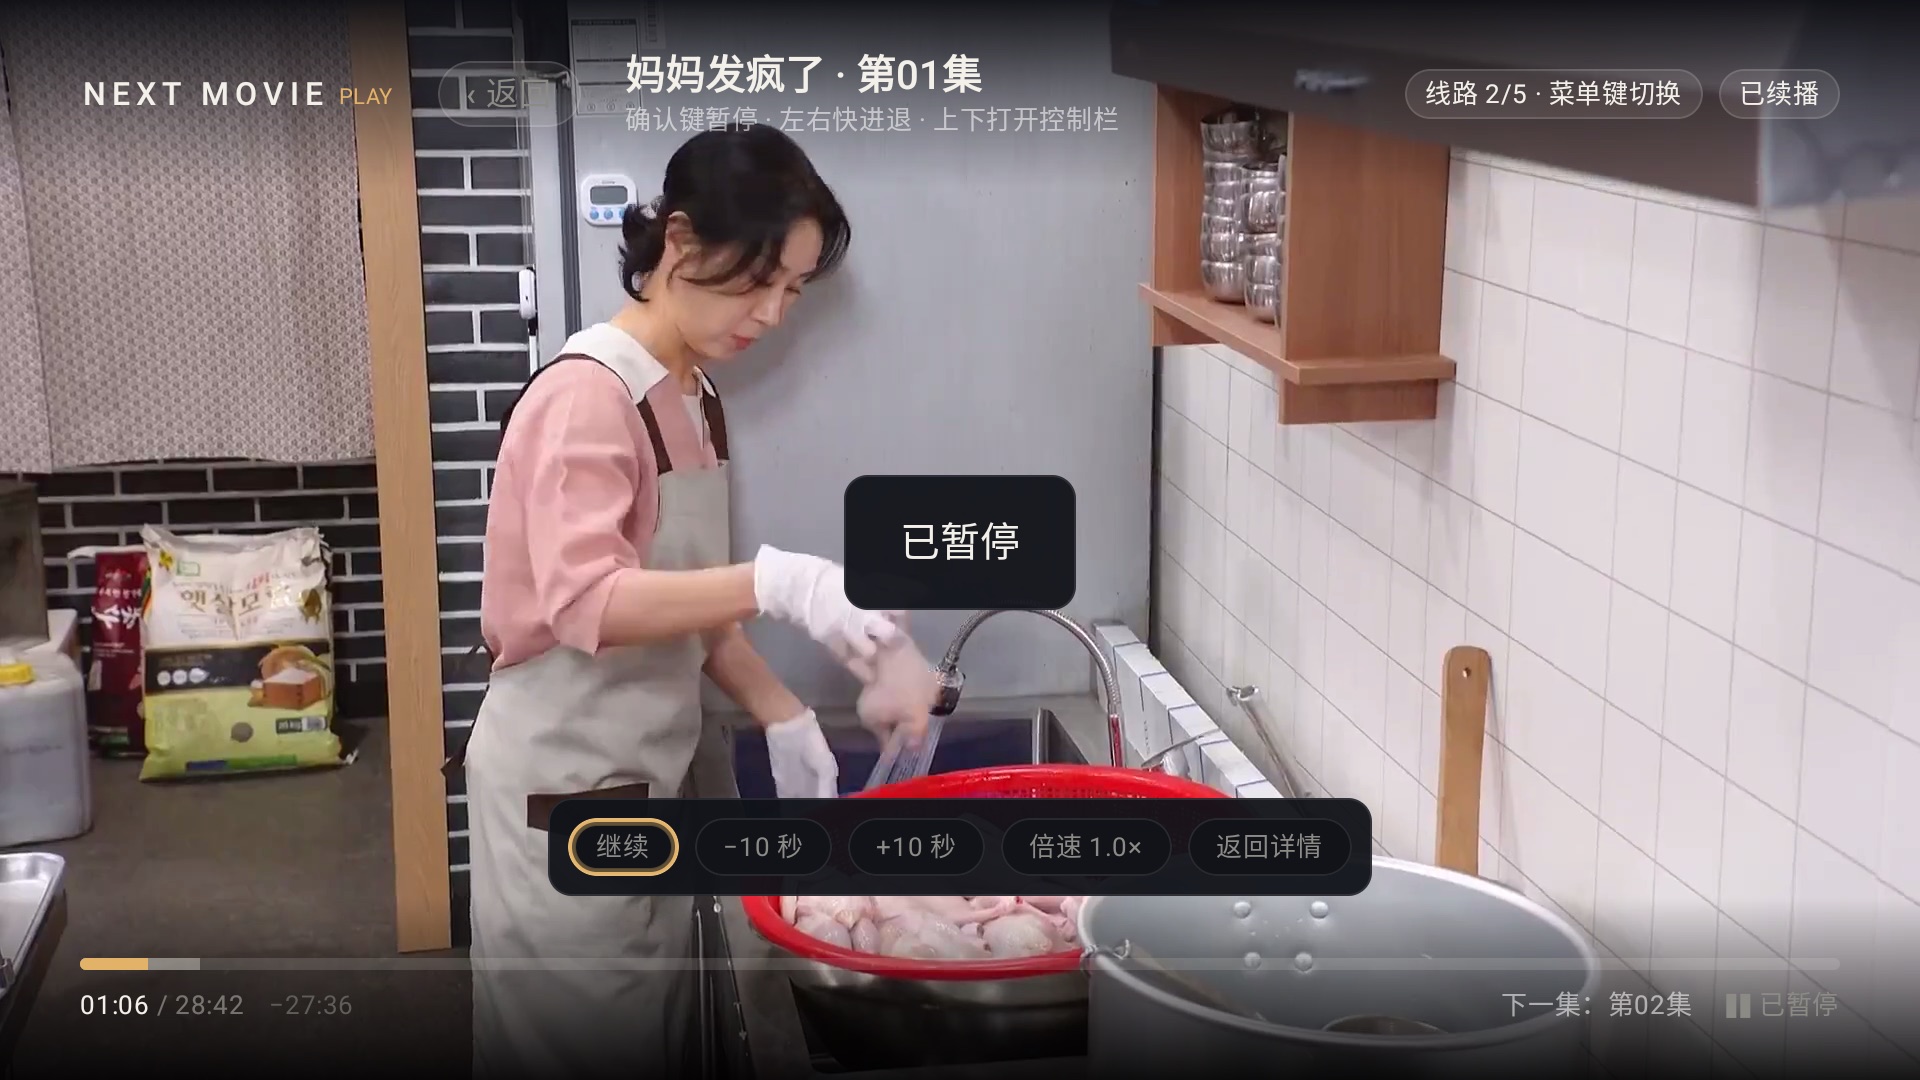 NEXT MOVIE PLAY
‹ 返回
妈妈发疯了 · 第01集
确认键暂停 · 左右快进退 · 上下打开控制栏
线路 2/5 · 菜单键切换
已续播
已暂停
继续
−10 秒
+10 秒
倍速 1.0×
返回详情
01:06 / 28:42 −27:36
下一集：第02集
已暂停